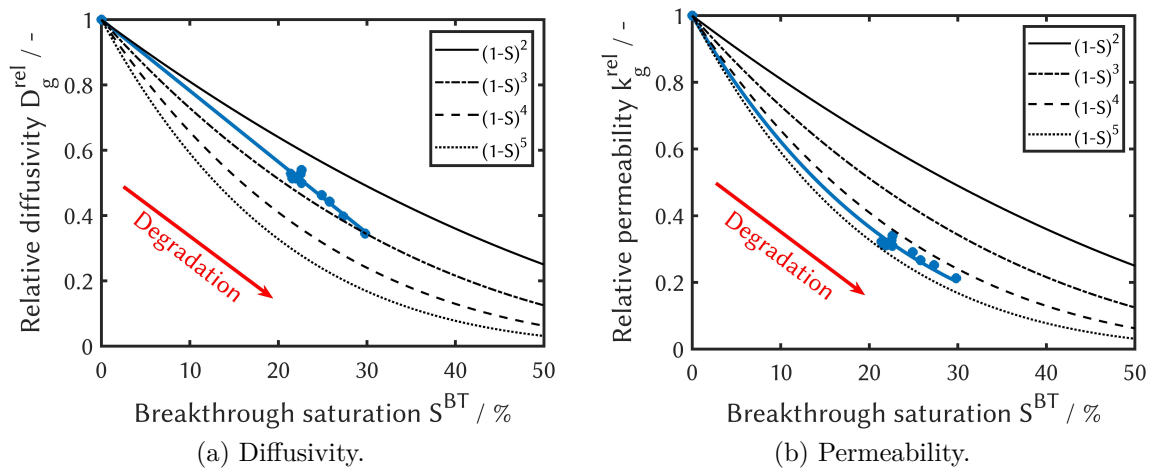 1
0.8
0.6
0.4
0.2
0
0
10
20
30
40
50
Relative diffusivity D_g^rel / -
Breakthrough saturation S^BT / %
(1-S)^2
(1-S)^3
(1-S)^4
(1-S)^5
Degradation
(a) Diffusivity.
1
0.8
0.6
0.4
0.2
0
0
10
20
30
40
50
Relative permeability k_g^rel / -
Breakthrough saturation S^BT / %
(1-S)^2
(1-S)^3
(1-S)^4
(1-S)^5
Degradation
(b) Permeability.